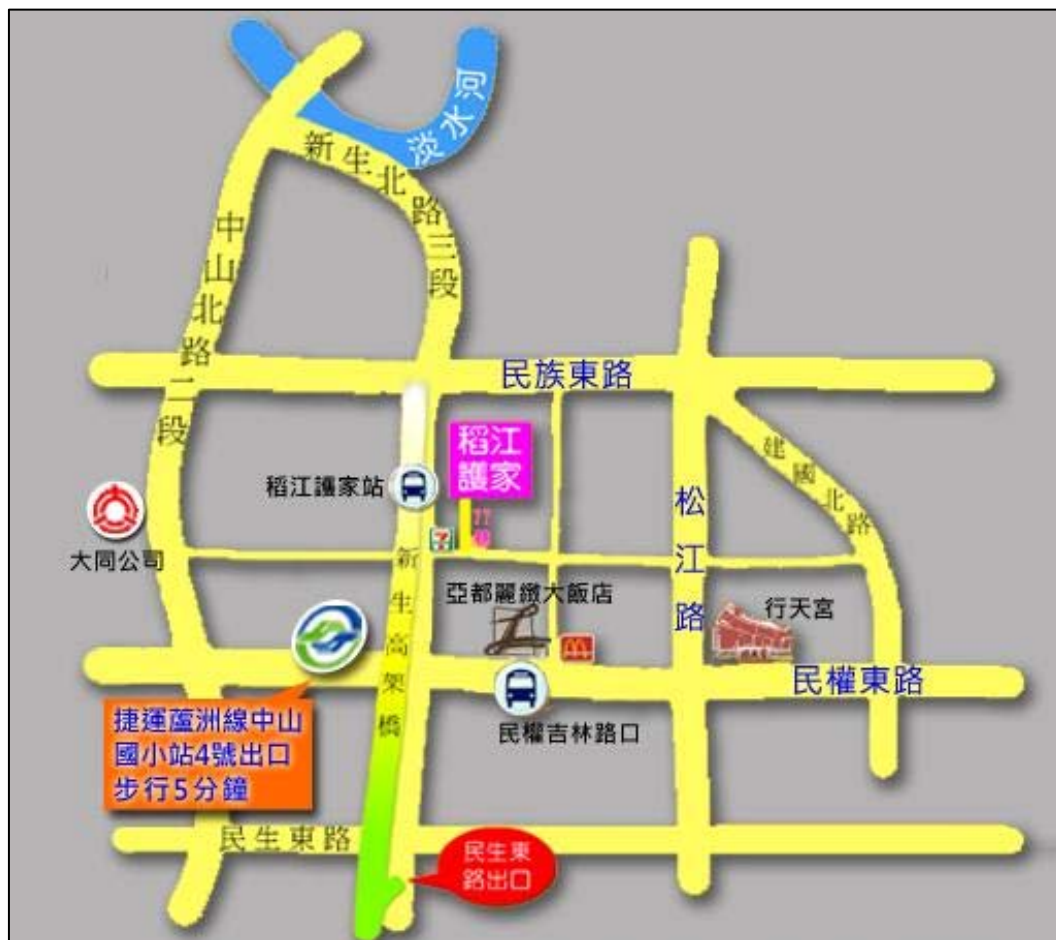 淡水河
新生北路三段
中山北路二段
民族東路
稻江
護家
稻江護家站
77
巷
7
建國北路
松江路
大同公司
新生高架橋
亞都麗緻大飯店
行天宮
民權東路
捷運蘆洲線中山
國小站4號出口
步行5分鐘
民權吉林路口
民生東路
民生東
路出口